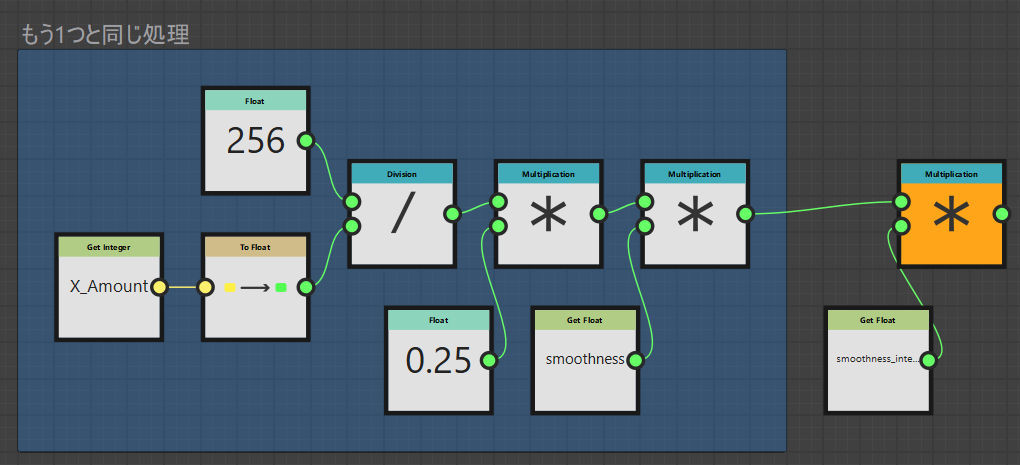 もう1つと同じ処理
Float
256
Division
/
Multiplication
*
Multiplication
*
Multiplication
*
Get Integer
X_Amount
To Float
Float
0.25
Get Float
smoothness
Get Float
smoothness_inte...